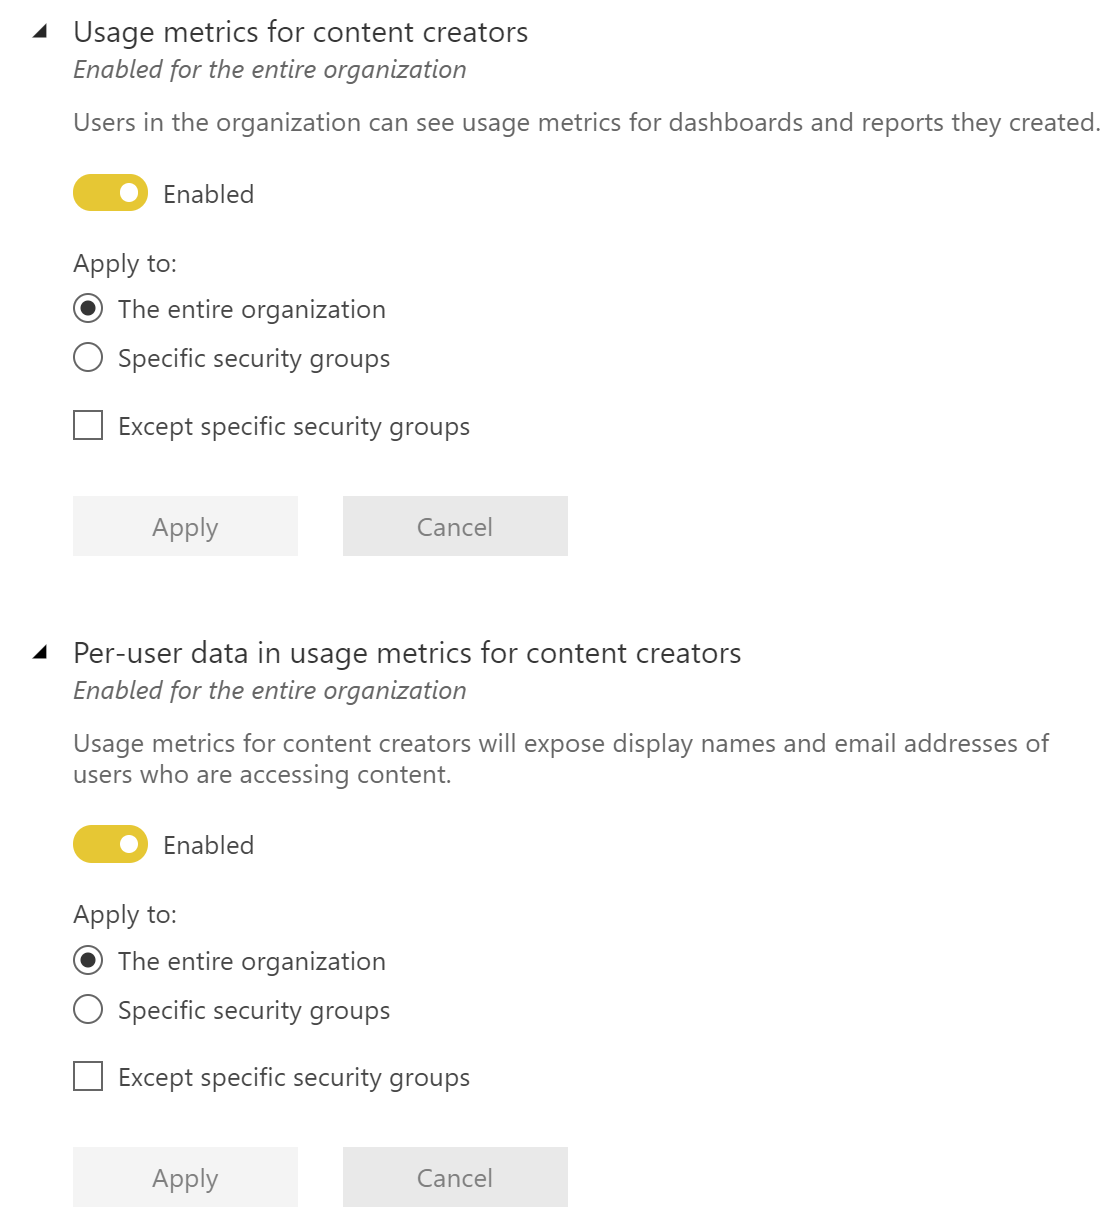 Usage metrics for content creators
Enabled for the entire organization
Users in the organization can see usage metrics for dashboards and reports they created.
Enabled
Apply to:
The entire organization
Specific security groups
Except specific security groups
Apply Cancel
Per-user data in usage metrics for content creators
Enabled for the entire organization
Usage metrics for content creators will expose display names and email addresses of
users who are accessing content.
Enabled
Apply to:
The entire organization
Specific security groups
Except specific security groups
Apply Cancel